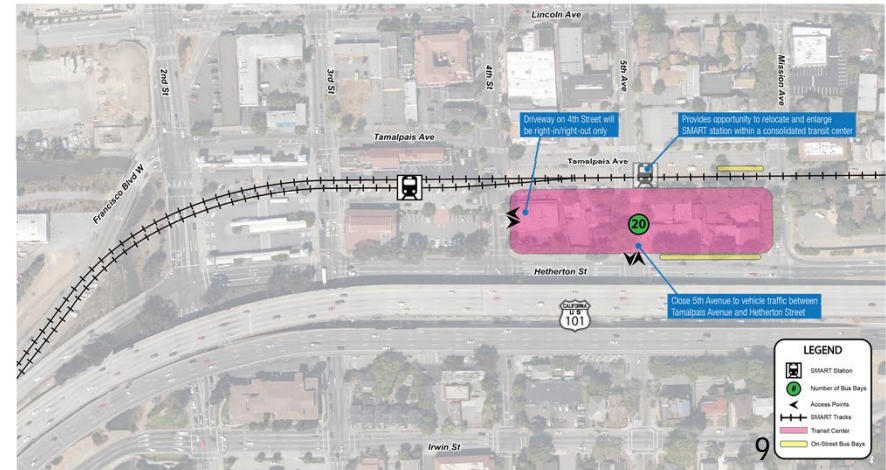 Lincoln Ave
2nd St
3rd St
4th St
5th Ave
Mission Ave
Driveway on 4th Street will
be right-in/right-out only
Provides opportunity to relocate and enlarge
SMART station within a consolidated transit center
Tamalpais Ave
Tamalpais Ave
Francisco Blvd W
20
Hetherton St
Close 5th Avenue to vehicle traffic between
Tamalpais Avenue and Hetherton Street
CALIFORNIA
U S
101
LEGEND
SMART Station
# Number of Bus Bays
Access Points
SMART Tracks
Transit Center
On-Street Bus Bays
Irwin St
9